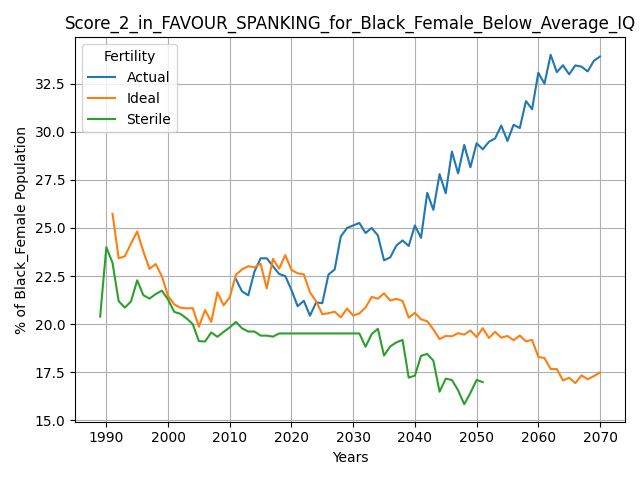 Score_2_in_FAVOUR_SPANKING_for_Black_Female_Below_Average_IQ
Fertility
Actual
Ideal
Sterile
% of Black_Female Population
32.5
30.0
27.5
25.0
22.5
20.0
17.5
15.0
1990 2000 2010 2020 2030 2040 2050 2060 2070
Years